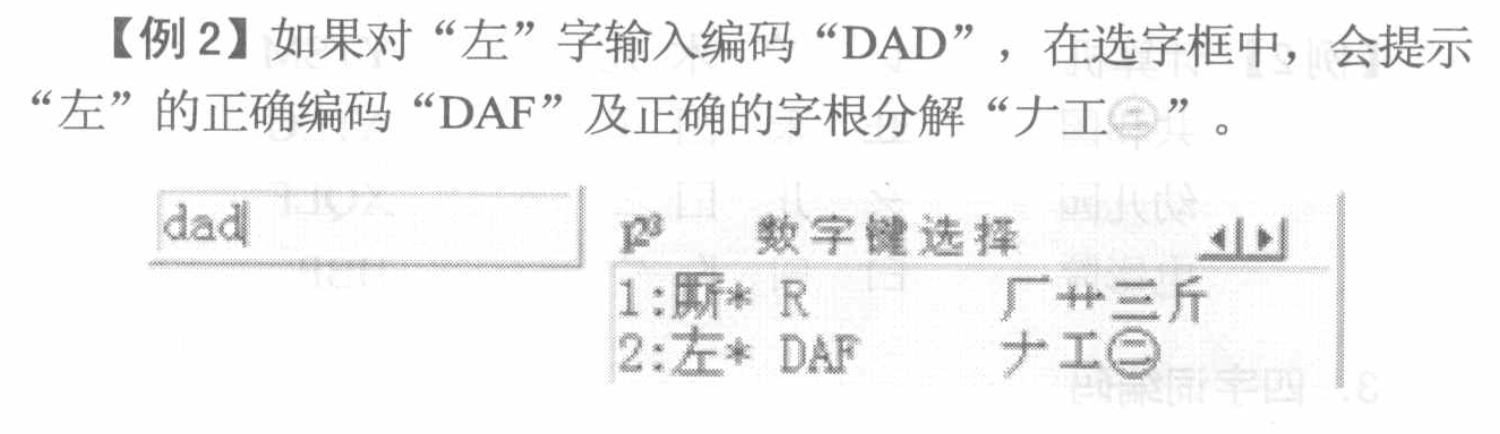 【例2】如果对“左”字输入编码“DAD”，在选字框中，会提示
“左”的正确编码“DAF”及正确的字根分解“ナ工㊁”。
dad
123 数字键选择
1:厮* R 厂艹三斤
2:左* DAF ナ工㊁